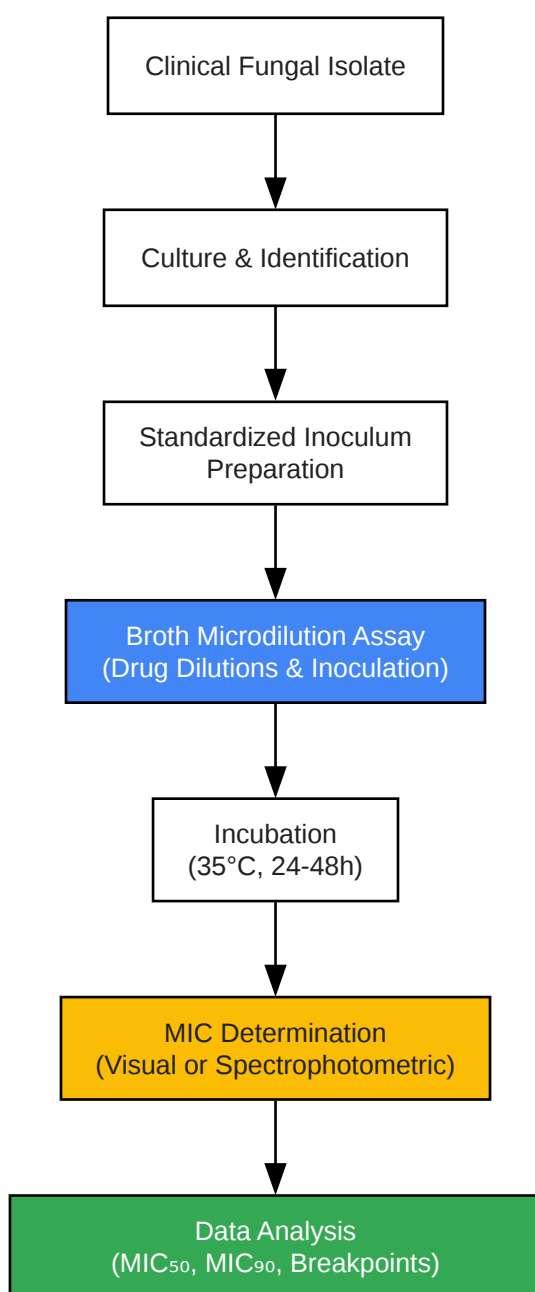 Clinical Fungal Isolate
Culture & Identification
Standardized Inoculum
Preparation
Broth Microdilution Assay
(Drug Dilutions & Inoculation)
Incubation
(35°C, 24-48h)
MIC Determination
(Visual or Spectrophotometric)
Data Analysis
(MIC₅₀, MIC₉₀, Breakpoints)